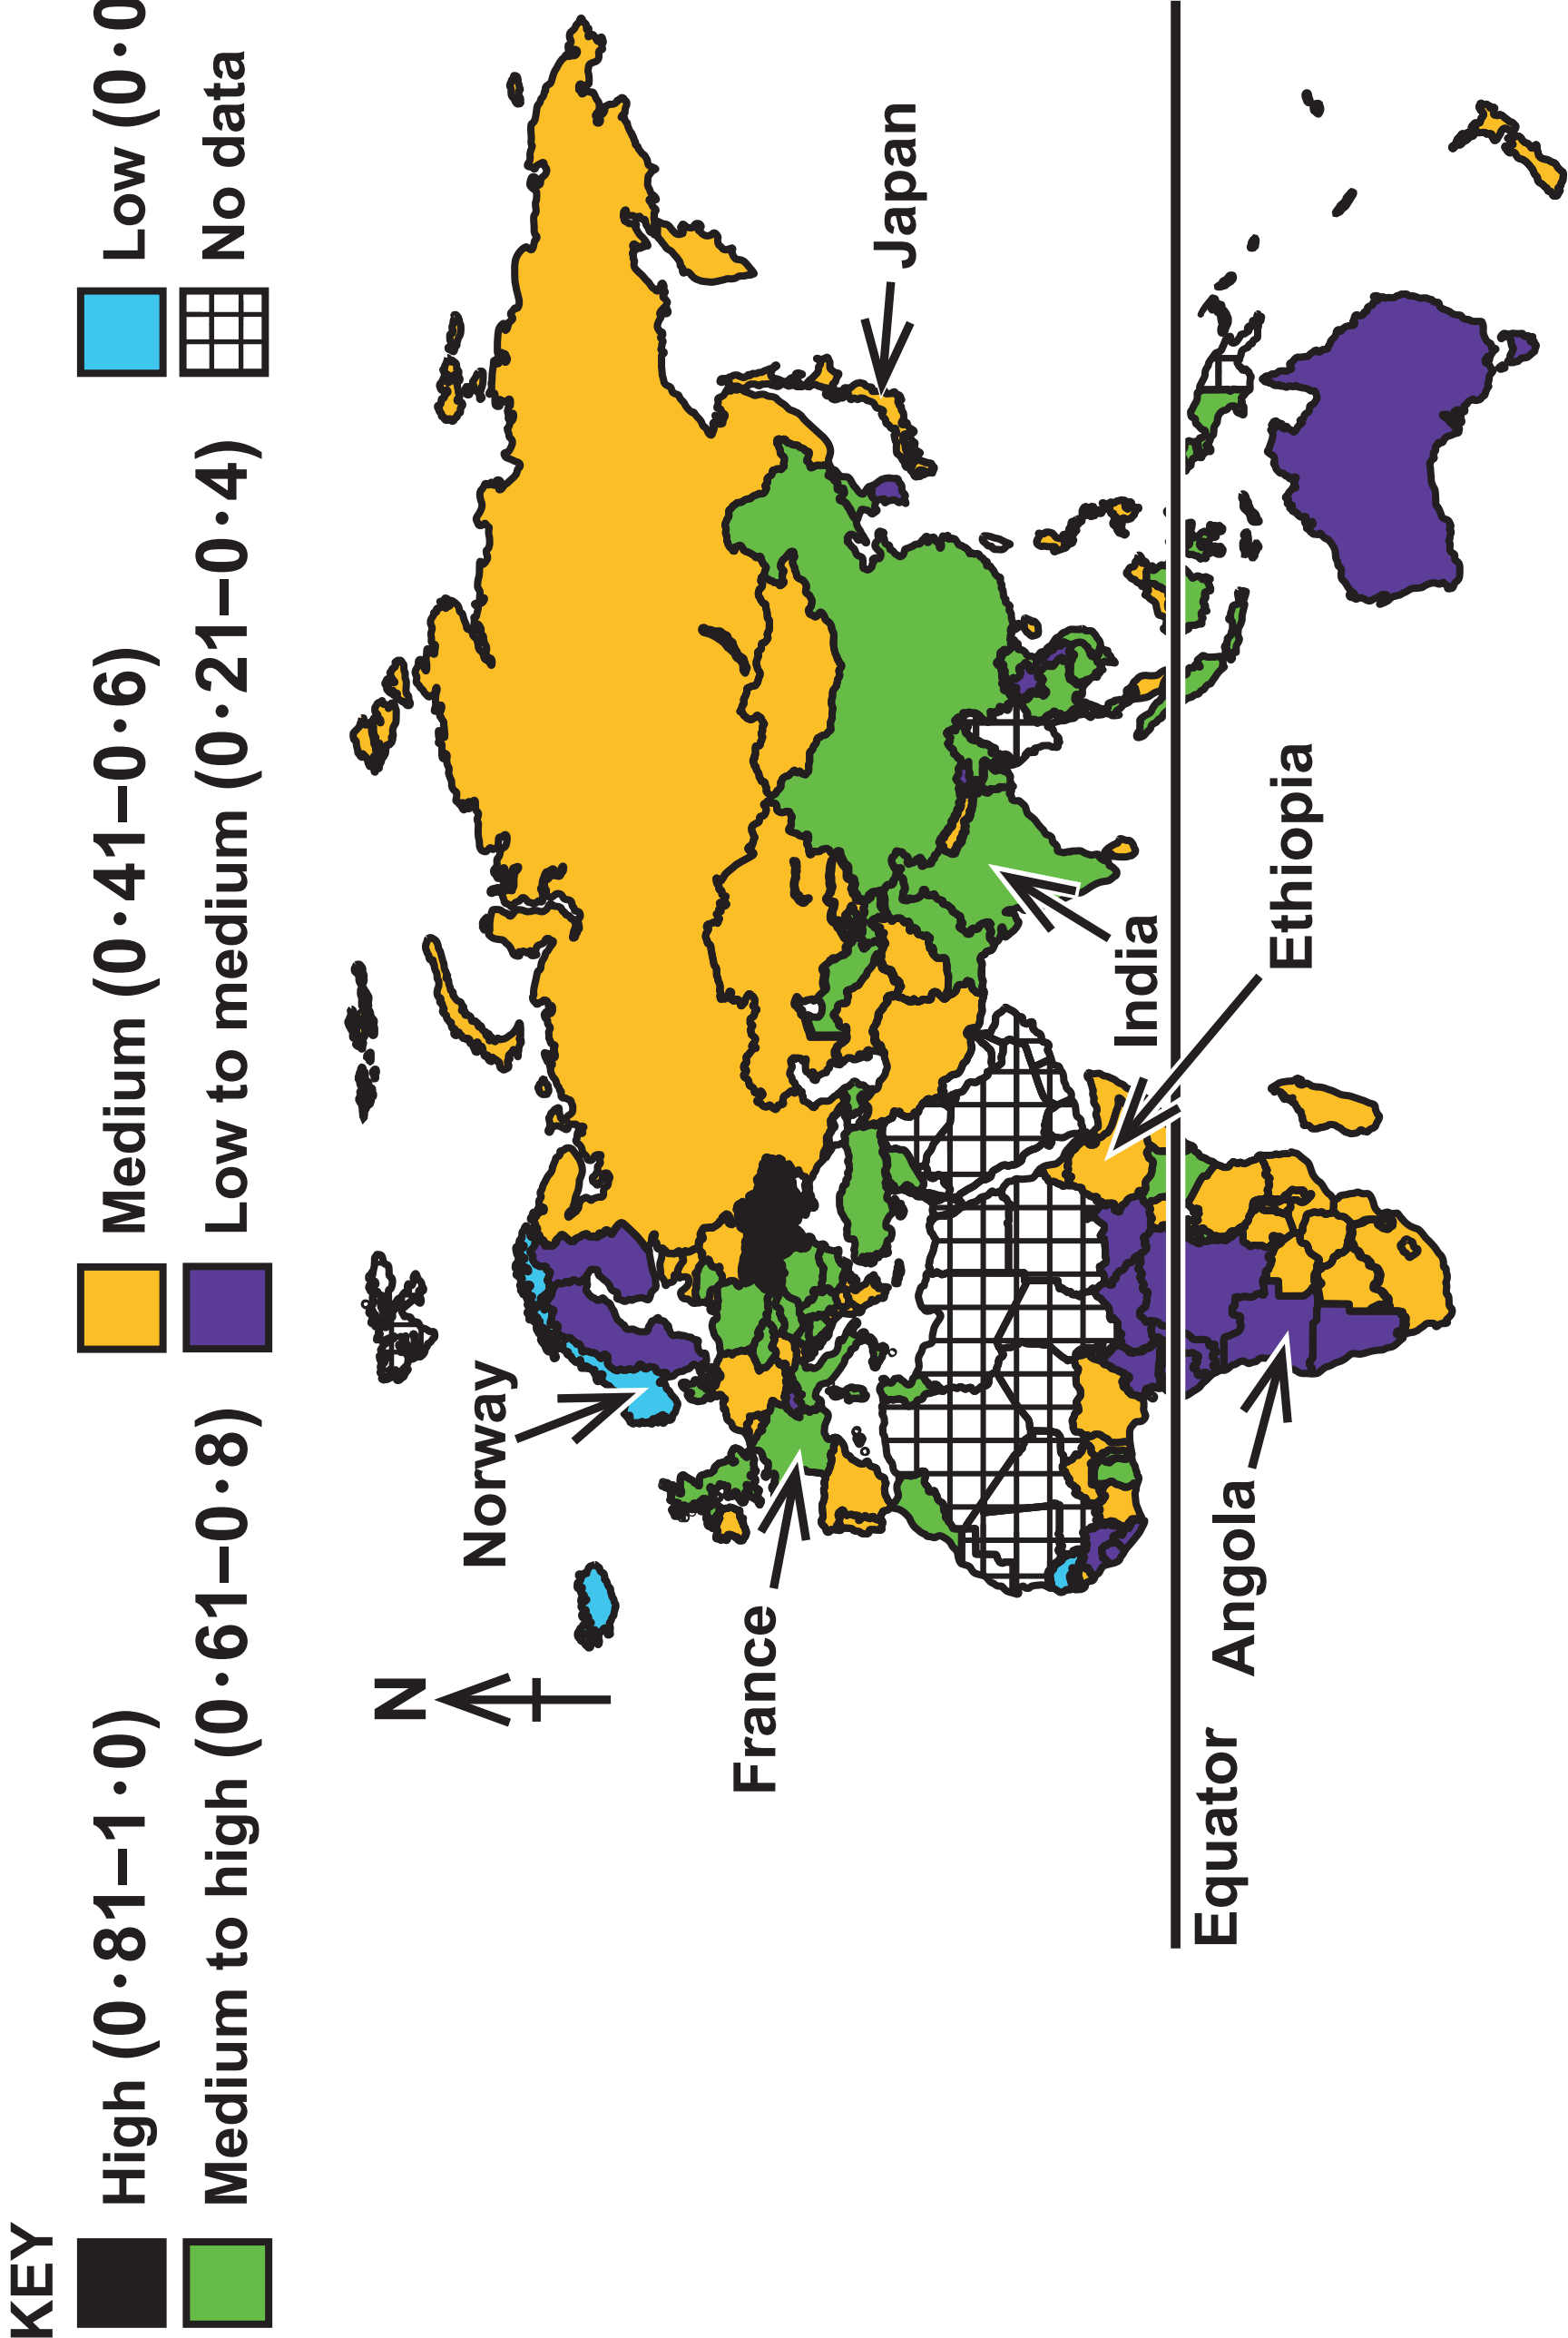 KEY
High (0·81–1·0)
Medium (0·41–0·6)
Low (0·0
Medium to high (0·61–0·8)
Low to medium (0·21–0·4)
No data
N
Norway
France
Japan
India
Ethiopia
Angola
Equator